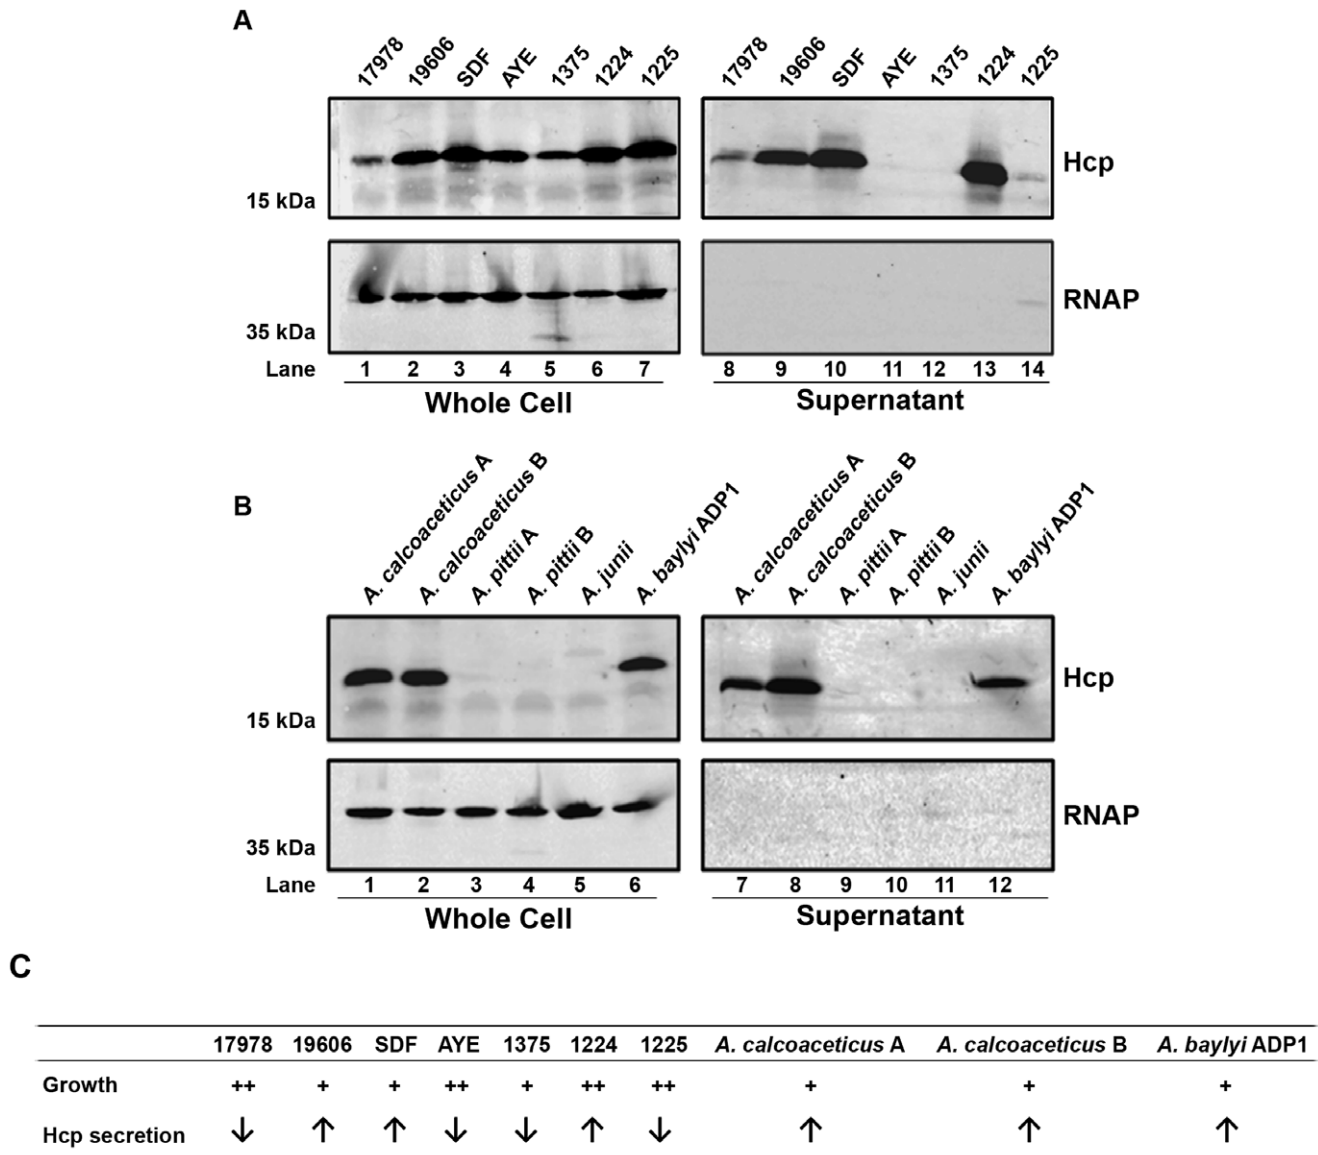 A
17978 19606 SDF AYE 1375 1224 1225 17978 19606 SDF AYE 1375 1224 1225
Hcp
15 kDa
RNAP
35 kDa
Lane 1 2 3 4 5 6 7 8 9 10 11 12 13 14
Whole Cell Supernatant
B
A. calcoaceticus A A. calcoaceticus B A. pittii A A. pittii B A. junii A. baylyi ADP1 A. calcoaceticus A A. calcoaceticus B A. pittii A A. pittii B A. junii A. baylyi ADP1
Hcp
15 kDa
RNAP
35 kDa
Lane 1 2 3 4 5 6 7 8 9 10 11 12
Whole Cell Supernatant
C
17978 19606 SDF AYE 1375 1224 1225 A. calcoaceticus A A. calcoaceticus B A. baylyi ADP1
Growth ++ + + ++ + ++ ++ + + +
Hcp secretion ↓ ↑ ↑ ↓ ↓ ↑ ↓ ↑ ↑ ↑